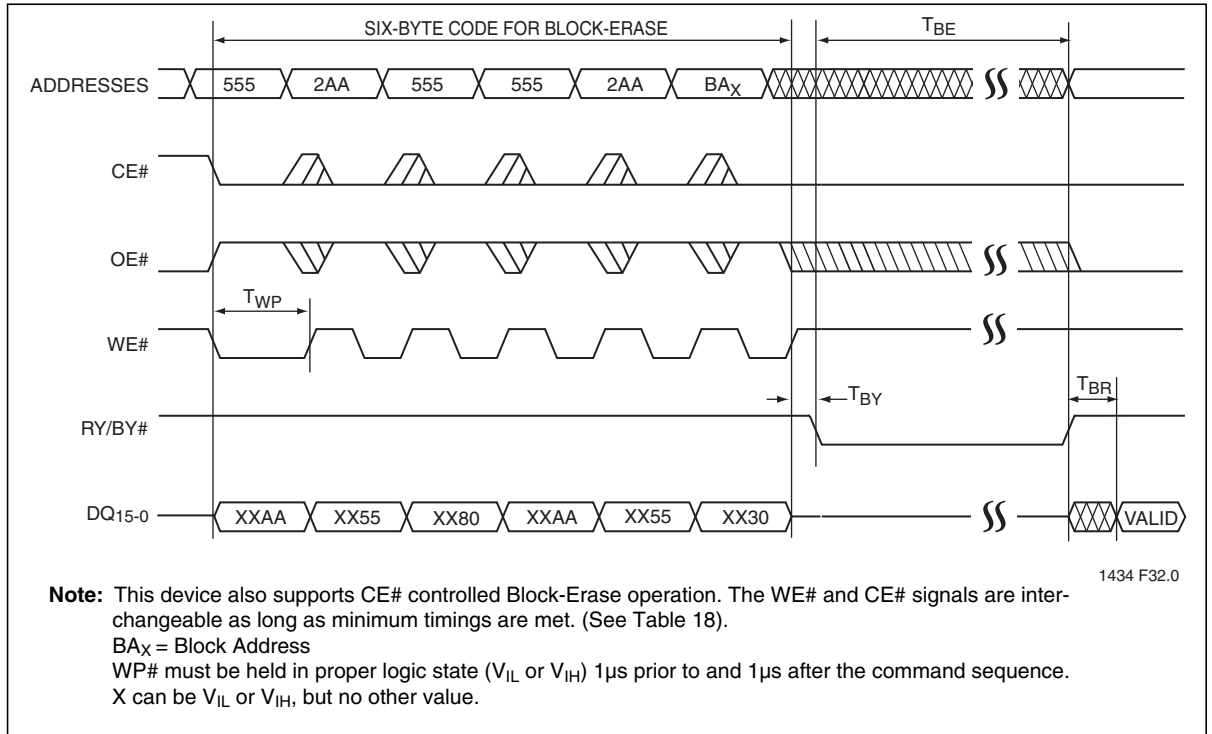 SIX-BYTE CODE FOR BLOCK-ERASE
TBE
ADDRESSES 555 2AA 555 555 2AA BAX
CE#
OE#
TWP
WE#
TBY
TBR
RY/BY#
DQ15-0 XXAA XX55 XX80 XXAA XX55 XX30 VALID
1434 F32.0
Note: This device also supports CE# controlled Block-Erase operation. The WE# and CE# signals are inter-
changeable as long as minimum timings are met. (See Table 18).
BAX = Block Address
WP# must be held in proper logic state (VIL or VIH) 1µs prior to and 1µs after the command sequence.
X can be VIL or VIH, but no other value.